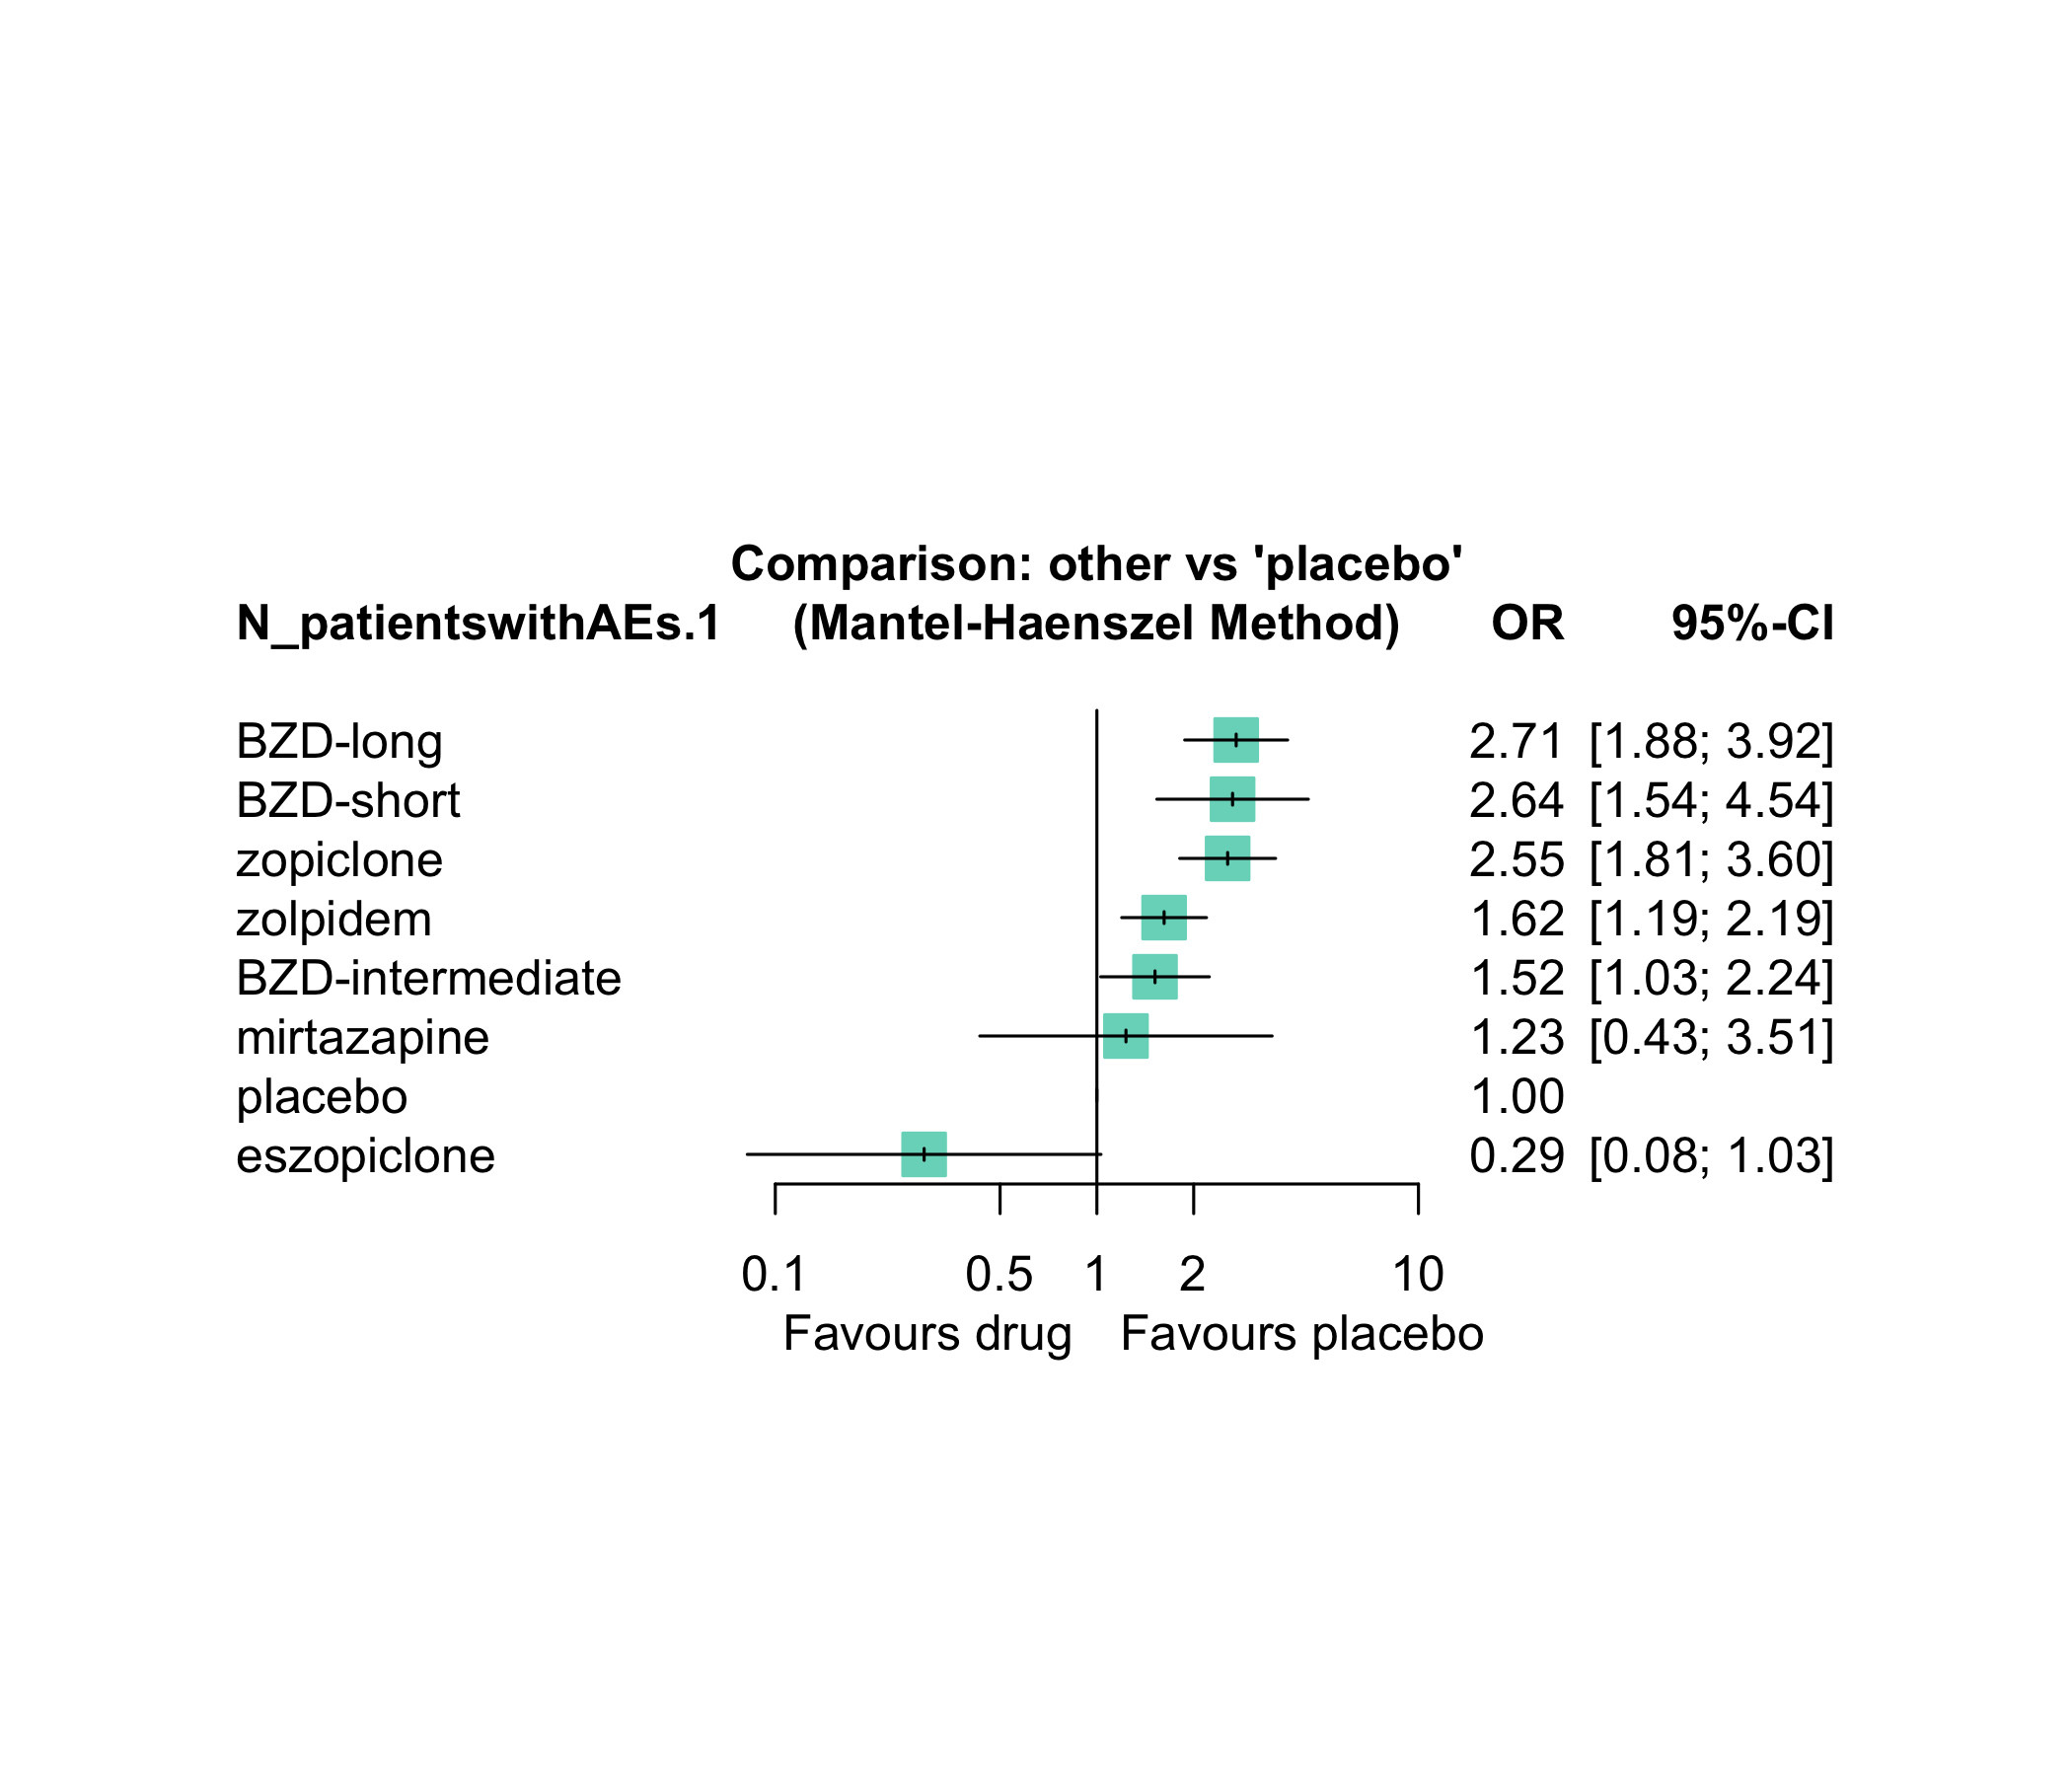 Comparison: other vs 'placebo'
N_patientswithAEs.1 (Mantel-Haenszel Method) OR 95%-CI
BZD-long 2.71 [1.88; 3.92]
BZD-short 2.64 [1.54; 4.54]
zopiclone 2.55 [1.81; 3.60]
zolpidem 1.62 [1.19; 2.19]
BZD-intermediate 1.52 [1.03; 2.24]
mirtazapine 1.23 [0.43; 3.51]
placebo 1.00
eszopiclone 0.29 [0.08; 1.03]
0.1 0.5 1 2 10
Favours drug Favours placebo